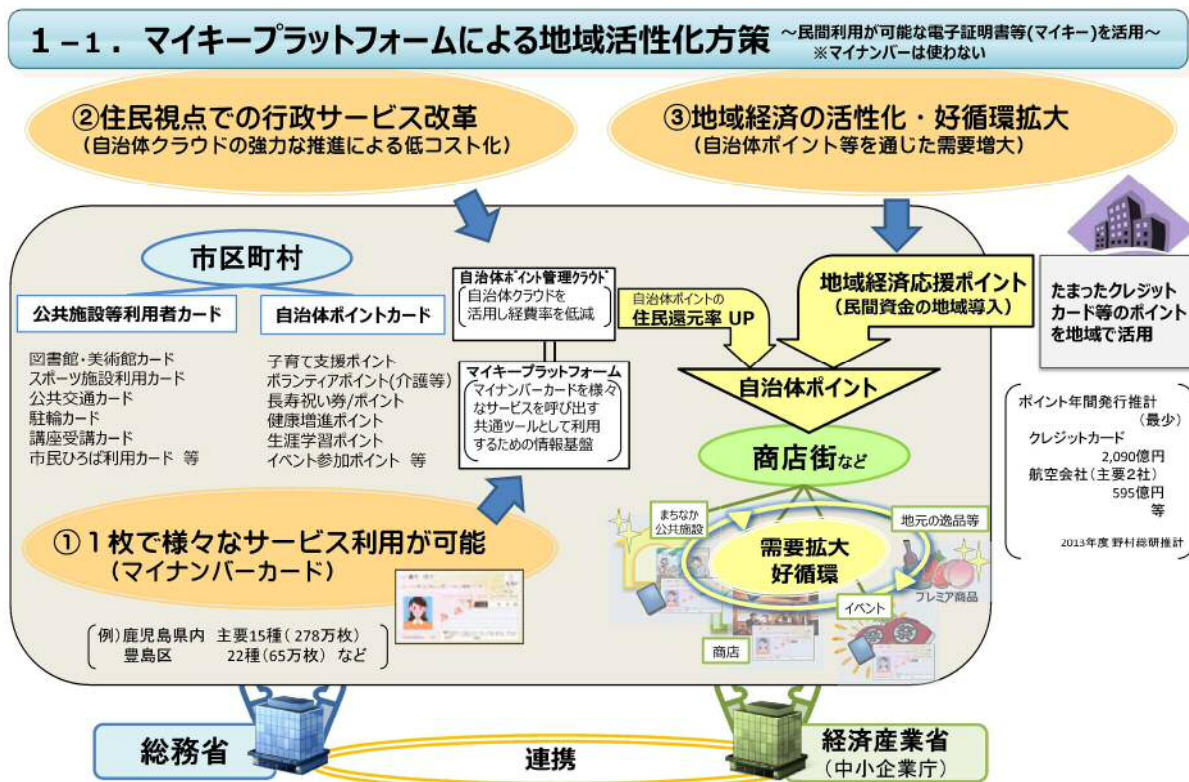 1－1．マイキープラットフォームによる地域活性化方策 ～民間利用が可能な電子証明書等(マイキー)を活用～
※マイナンバーは使わない
②住民視点での行政サービス改革
(自治体クラウドの強力な推進による低コスト化)
③地域経済の活性化・好循環拡大
(自治体ポイント等を通じた需要増大)
市区町村
公共施設等利用者カード
図書館・美術館カード
スポーツ施設利用カード
公共交通カード
駐輪カード
講座受講カード
市民ひろば利用カード 等
自治体ポイントカード
子育て支援ポイント
ボランティアポイント(介護等)
長寿祝い券/ポイント
健康増進ポイント
生涯学習ポイント
イベント参加ポイント 等
自治体ポイント管理クラウド
自治体クラウドを
活用し経費率を低減
マイキープラットフォーム
マイナンバーカードを様々
なサービスを呼び出す
共通ツールとして利用
するための情報基盤
自治体ポイントの
住民還元率 UP
地域経済応援ポイント
(民間資金の地域導入)
たまったクレジット
カード等のポイント
を地域で活用
自治体ポイント
商店街など
ポイント年間発行推計
(最少)
クレジットカード
2,090億円
航空会社(主要2社)
595億円
等
2013年度 野村総研推計
まちなか
公共施設
地元の逸品等
需要拡大
好循環
プレミア商品
イベント
商店
①1枚で様々なサービス利用が可能
(マイナンバーカード)
(例)鹿児島県内 主要15種(278万枚)
豊島区 22種(65万枚) など
総務省
連携
経済産業省
(中小企業庁)